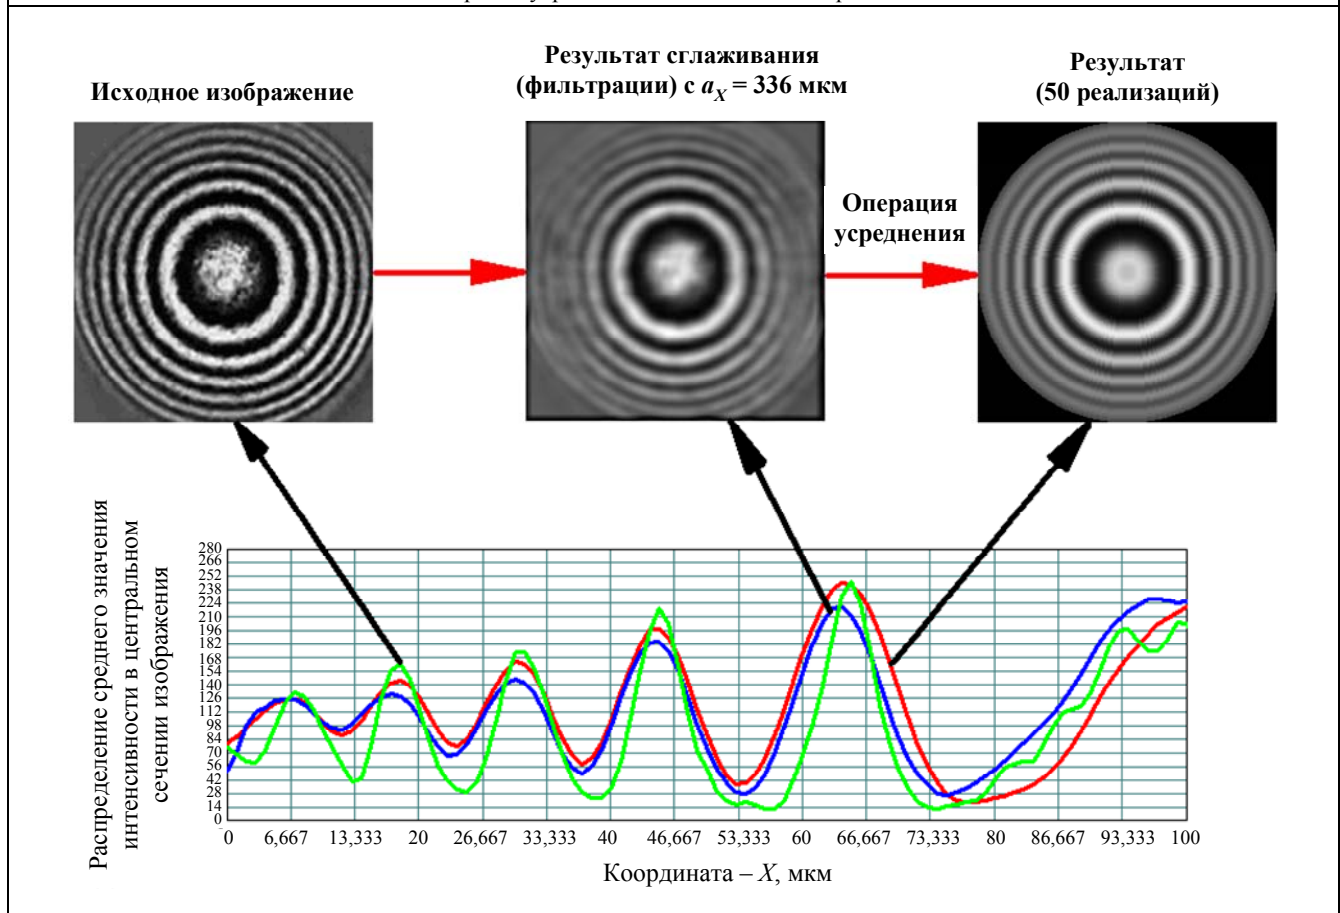 Исходное изображение
Результат сглаживания
(фильтрации) с a_X = 336 мкм
Результат
(50 реализаций)
Операция
усреднения
Распределение среднего значения
интенсивности в центральном
сечении изображения
280
266
252
238
224
210
196
182
168
154
140
126
112
98
84
70
56
42
28
14
0
0 6,667 13,333 20 26,667 33,333 40 46,667 53,333 60 66,667 73,333 80 86,667 93,333 100
Координата – X, мкм